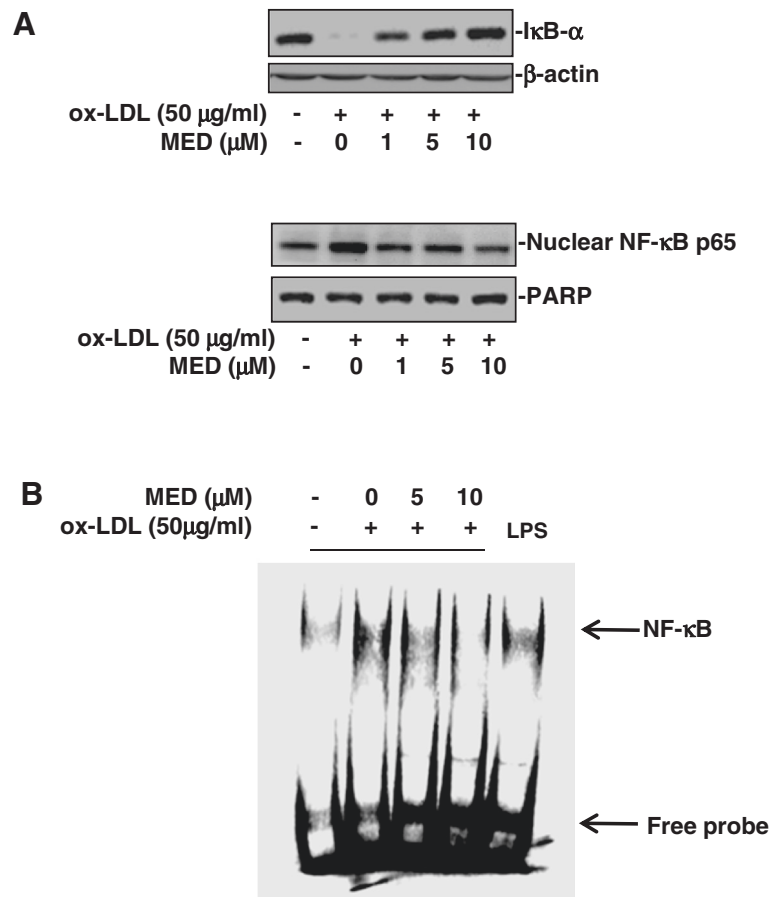 A
-IκB-α
-β-actin
ox-LDL (50 μg/ml) - + + + +
MED (μM) - 0 1 5 10
-Nuclear NF-κB p65
-PARP
ox-LDL (50 μg/ml) - + + + +
MED (μM) - 0 1 5 10
B
MED (μM) - 0 5 10
ox-LDL (50μg/ml) - + + + LPS
NF-κB
Free probe